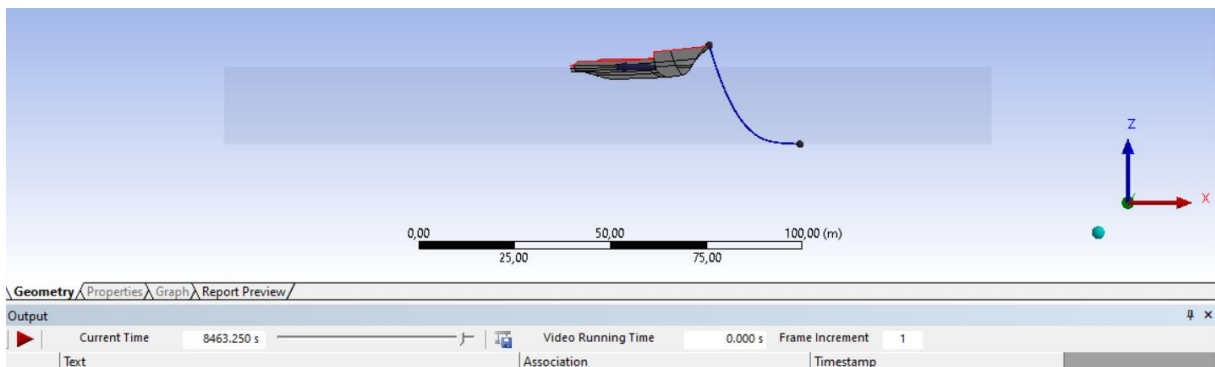 Z
X
0,00 50,00 100,00 (m)
25,00 75,00
Geometry Properties Graph Report Preview
Output
Current Time 8463.250 s Video Running Time 0.000 s Frame Increment 1
Text Association Timestamp